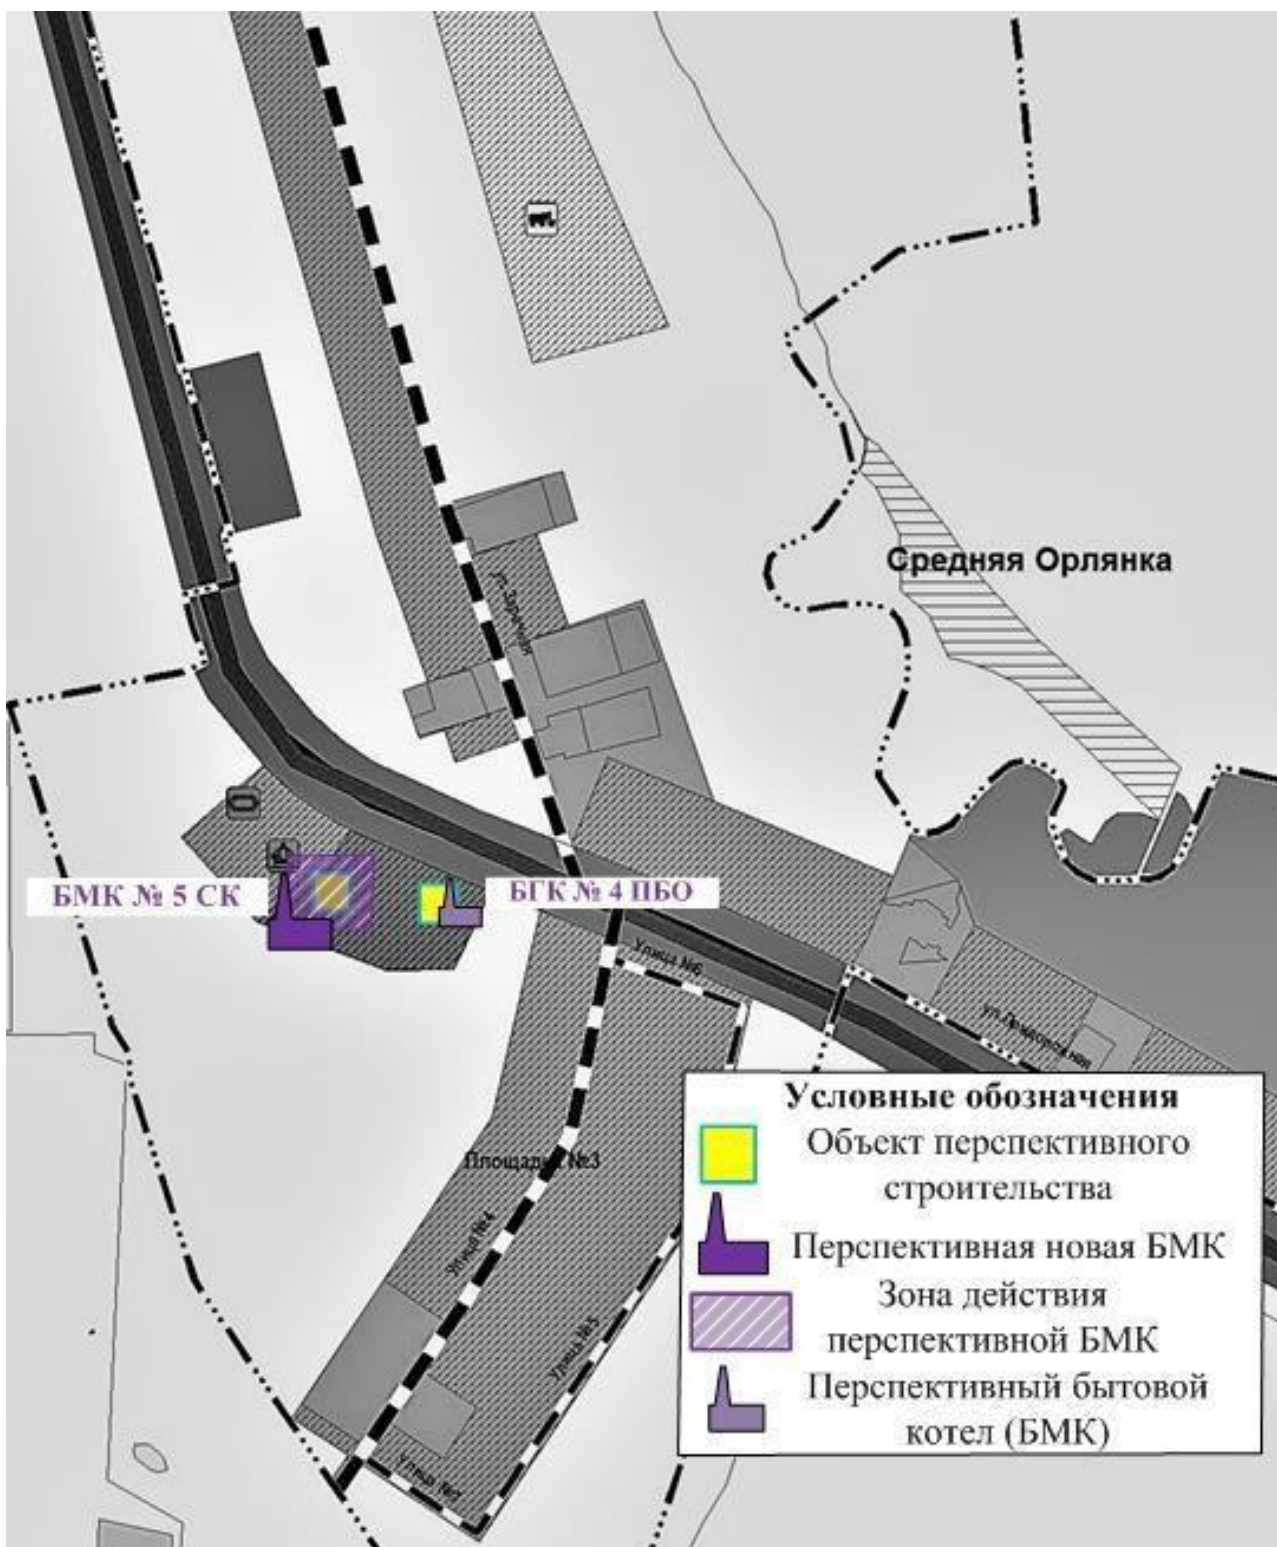 ул. Заречная
Средняя Орлянка
БМК № 5 СК
БГК № 4 ПБО
Улица №6
Площадка №3
Улица №4
Улица №5
Улица №7
Условные обозначения
Объект перспективного
строительства
Перспективная новая БМК
Зона действия
перспективной БМК
Перспективный бытовой
котел (БМК)